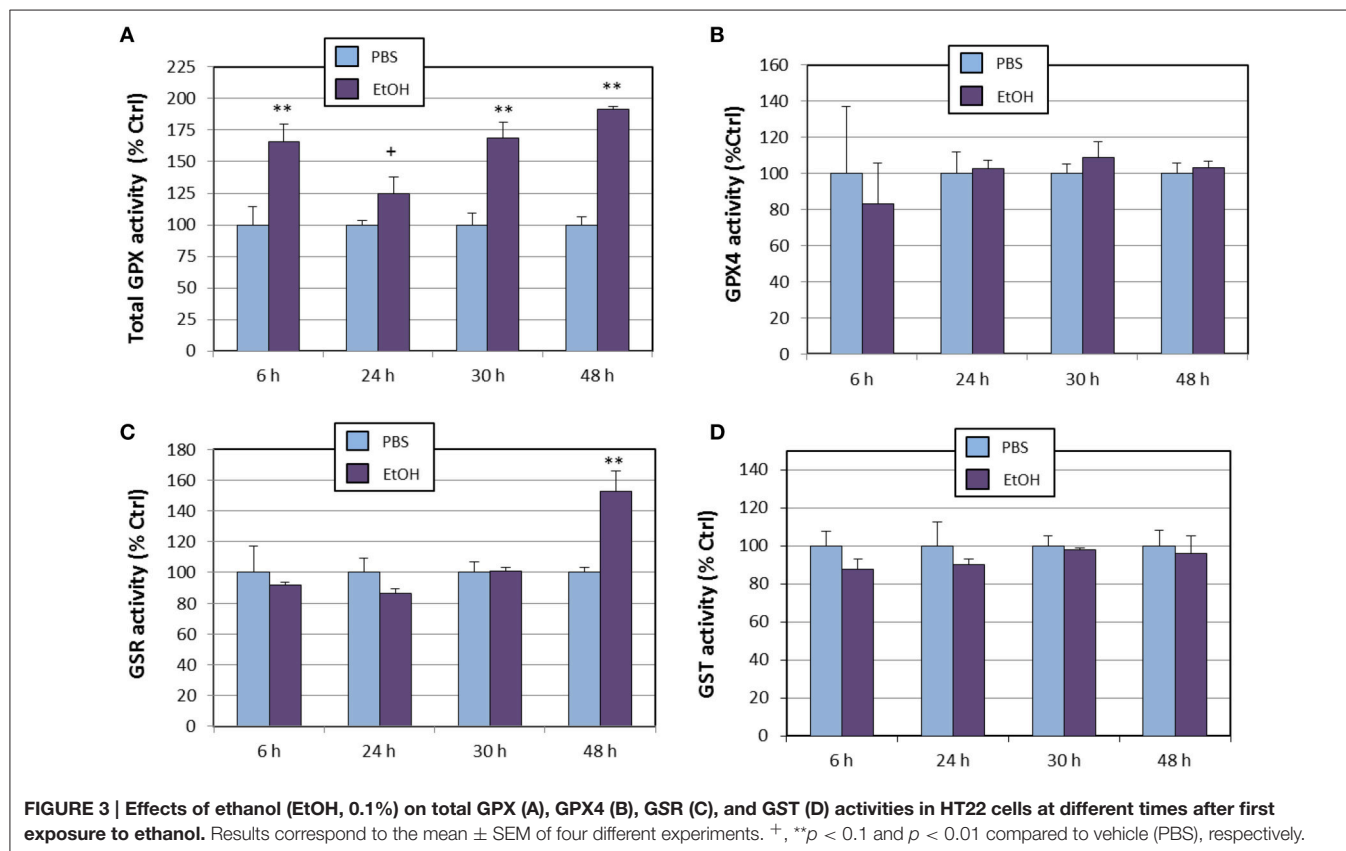 A
PBS
EtOH
Total GPX activity (% Ctrl)
225
200
175
150
125
100
75
50
25
0
**
+
**
**
6 h 24 h 30 h 48 h
B
PBS
EtOH
GPX4 activity (%Ctrl)
160
140
120
100
80
60
40
20
0
6 h 24 h 30 h 48 h
C
PBS
EtOH
GSR activity (% Ctrl)
180
160
140
120
100
80
60
40
20
0
**
6 h 24 h 30 h 48 h
D
PBS
EtOH
GST activity (% Ctrl)
140
120
100
80
60
40
20
0
6 h 24 h 30 h 48 h
FIGURE 3 | Effects of ethanol (EtOH, 0.1%) on total GPX (A), GPX4 (B), GSR (C), and GST (D) activities in HT22 cells at different times after first
exposure to ethanol. Results correspond to the mean ± SEM of four different experiments. +, **p < 0.1 and p < 0.01 compared to vehicle (PBS), respectively.